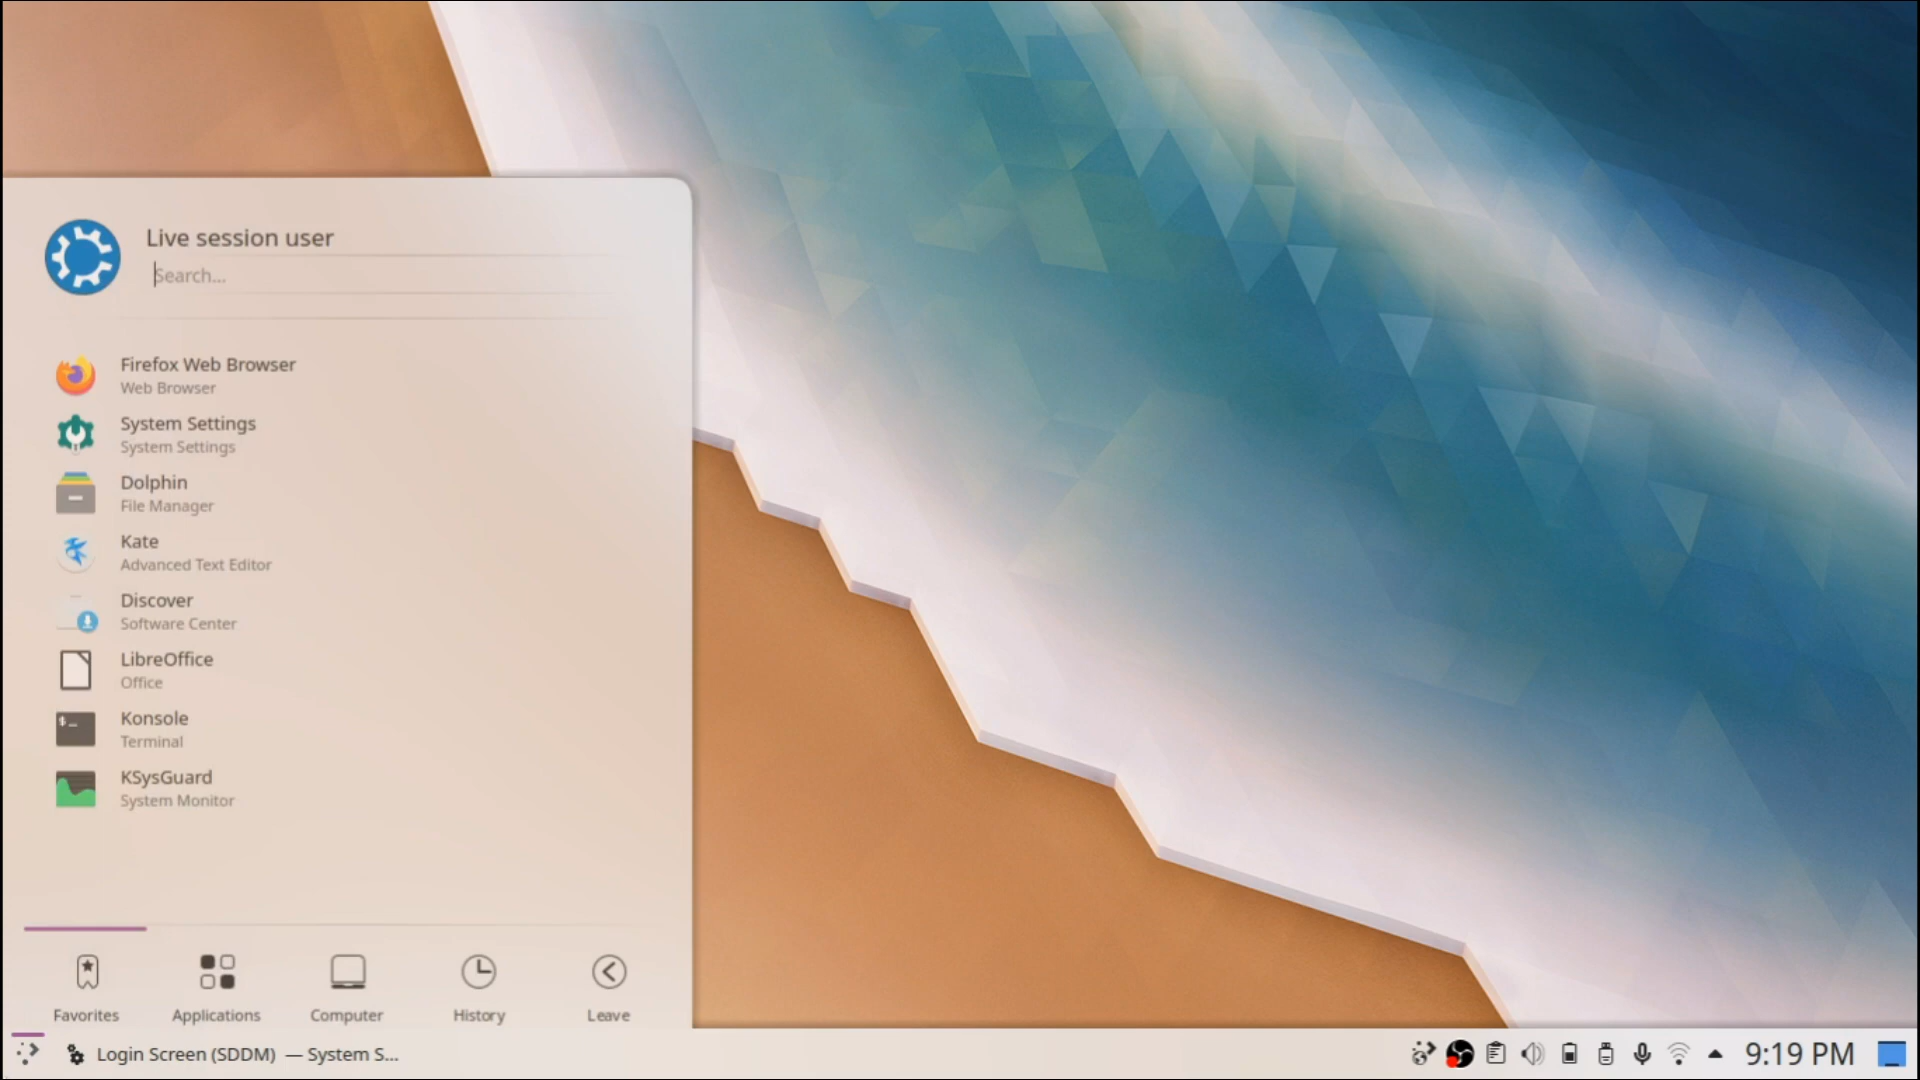 Live session user
Search...
Firefox Web Browser
Web Browser
System Settings
System Settings
Dolphin
File Manager
Kate
Advanced Text Editor
Discover
Software Center
LibreOffice
Office
Konsole
Terminal
KSysGuard
System Monitor
Favorites
Applications
Computer
History
Leave
Login Screen (SDDM) — System S...
9:19 PM